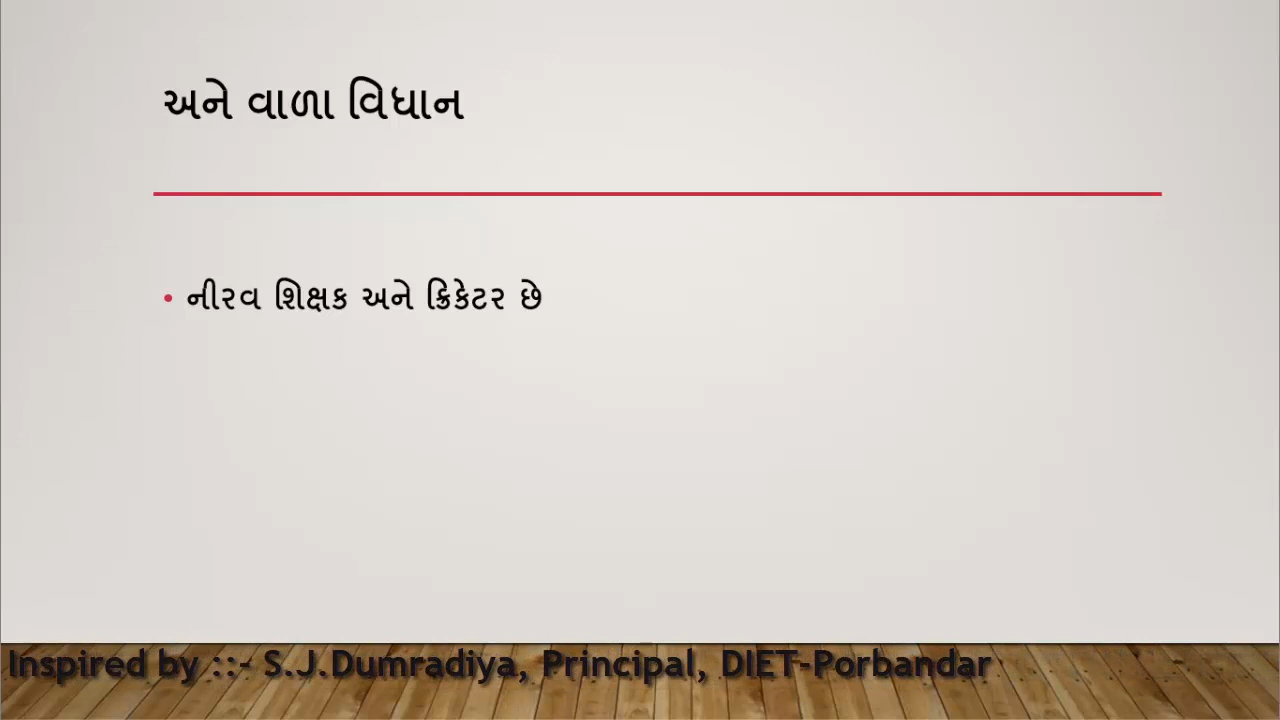 અને વાળા વિધાન
• નીરવ શિક્ષક અને ક્રિકેટર છે
Inspired by ::- S.J.Dumradiya, Principal, DIET-Porbandar